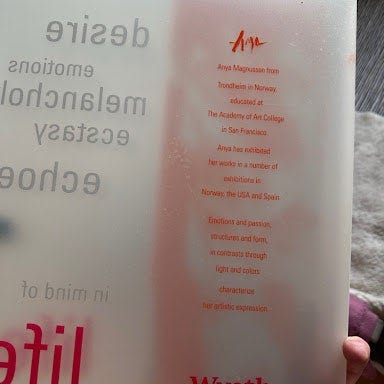 desire
emotions
melanchol
ecstasy
echoe
in mind of
life
Anya
Anya Magnussen from
Trondheim in Norway,
educated at
The Academy of Art College
in San Francisco
Anya has exhibited
her works in a number of
exhibitions in
Norway, the USA and Spain
Emotions and passion,
structures and form,
in contrasts through
light and colors
characterize
her artistic expression